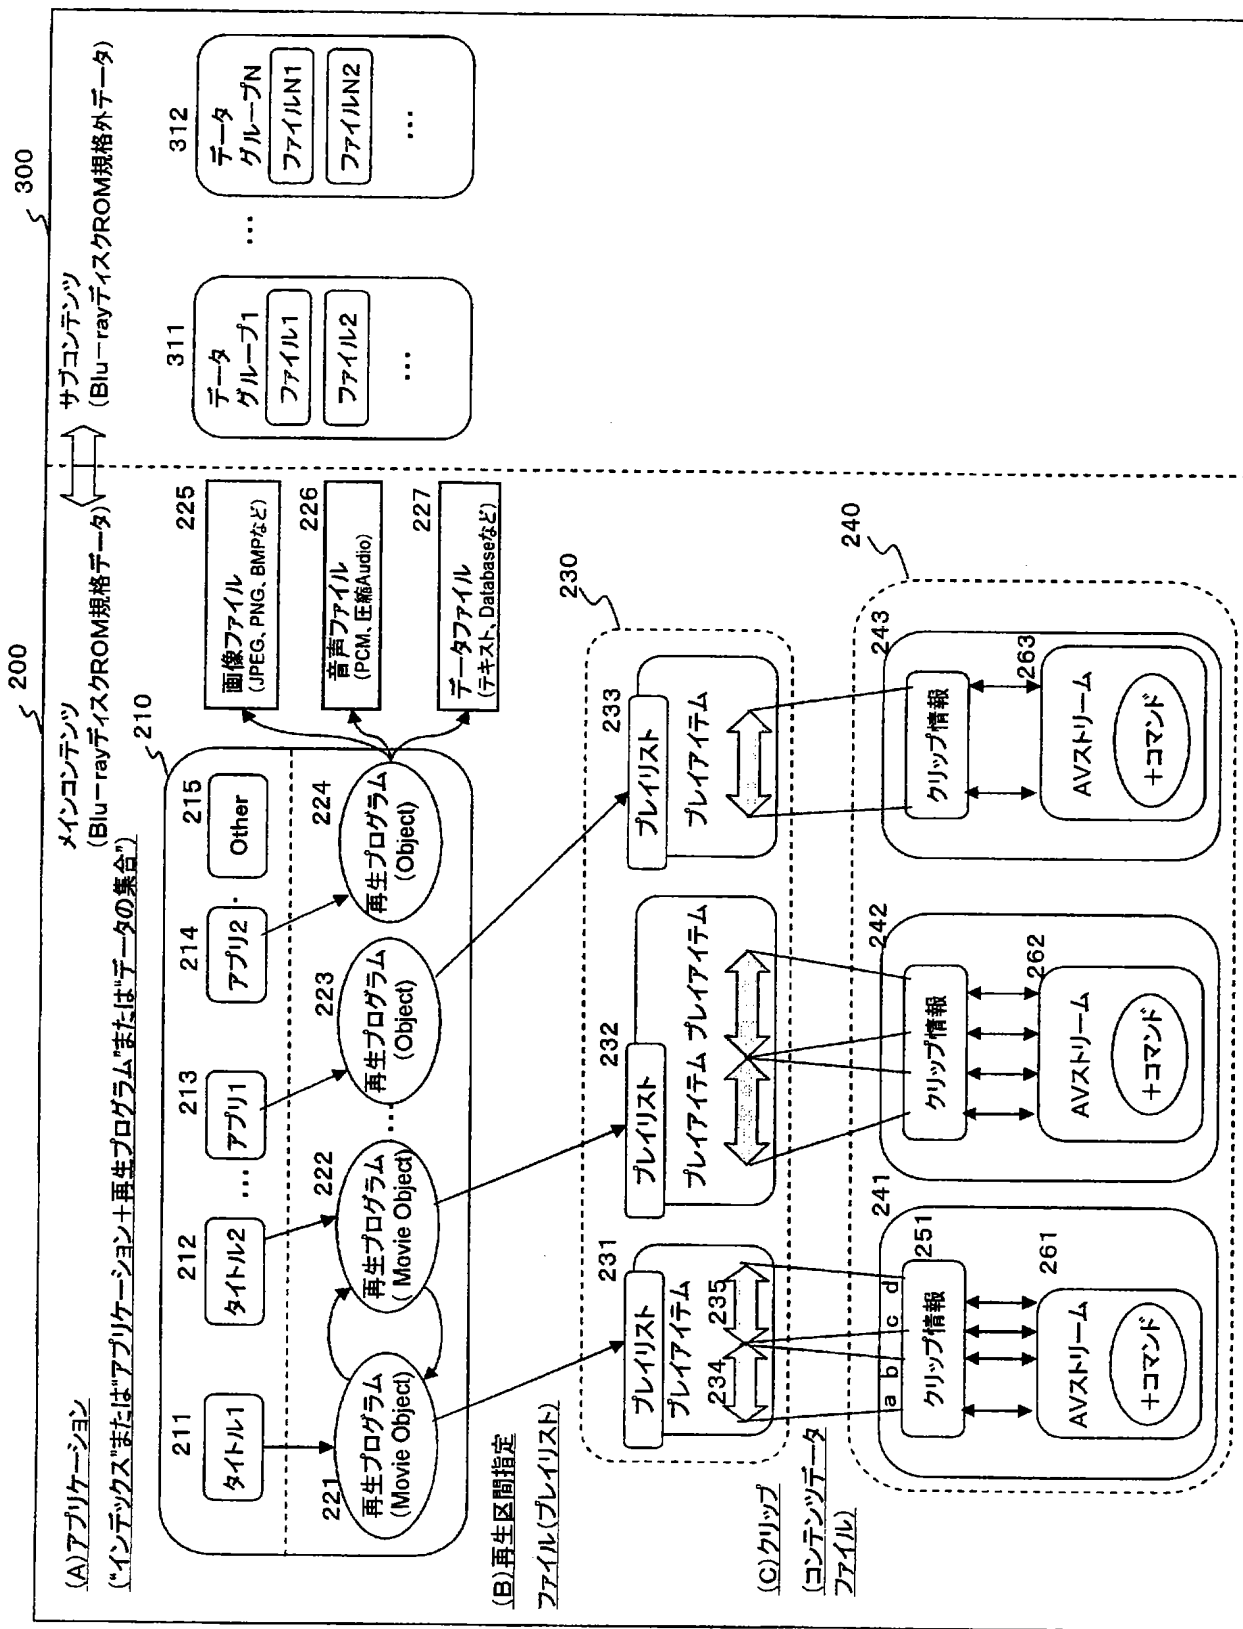 200
300
メインコンテンツ
(Blu－rayディスクROM規格データ)
サブコンテンツ
(Blu－rayディスクROM規格外データ)
(A)アプリケーション
(“インデックス”または“アプリケーション＋再生プログラム”または“データの集合”)
210
211
タイトル1
212
タイトル2
…
213
アプリ1
214
アプリ2
.
215
Other
221
再生プログラム
(Movie Object)
222
再生プログラム
( Movie Object)
…
223
再生プログラム
(Object)
224
再生プログラム
(Object)
225
画像ファイル
(JPEG、PNG、BMPなど)
226
音声ファイル
(PCM、圧縮Audio)
227
データファイル
(テキスト、Databaseなど)
311
データ
グループ1
ファイル1
ファイル2
…
…
312
データ
グループN
ファイルN1
ファイルN2
…
(B)再生区間指定
ファイル(プレイリスト)
230
231
プレイリスト
プレイアイテム
234
235
232
プレイリスト
プレイアイテム プレイアイテム
233
プレイリスト
プレイアイテム
(C)クリップ
(コンテンツデータ
ファイル)
240
241
251
a b c d
クリップ情報
261
AVストリーム
＋コマンド
242
クリップ情報
262
AVストリーム
＋コマンド
243
クリップ情報
263
AVストリーム
＋コマンド